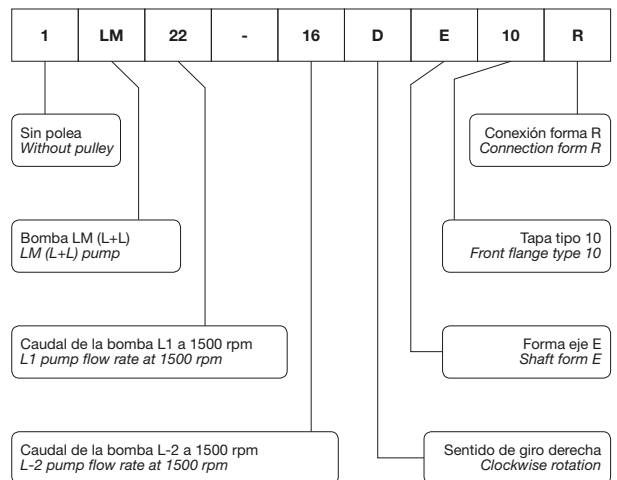 1 LM 22 - 16 D E 10 R
Sin polea
Without pulley
Conexión forma R
Connection form R
Bomba LM (L+L)
LM (L+L) pump
Tapa tipo 10
Front flange type 10
Caudal de la bomba L1 a 1500 rpm
L1 pump flow rate at 1500 rpm
Forma eje E
Shaft form E
Caudal de la bomba L-2 a 1500 rpm
L-2 pump flow rate at 1500 rpm
Sentido de giro derecha
Clockwise rotation